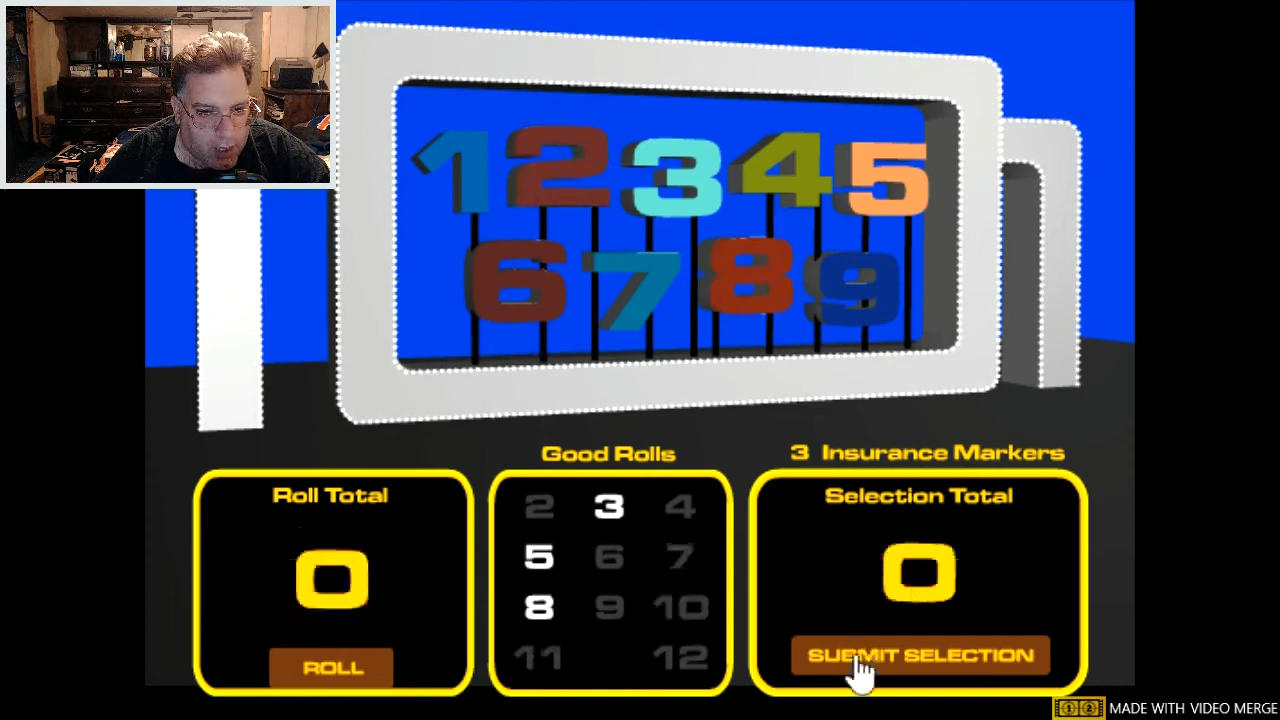 1 2 3 4 5
6 7 8 9
Good Rolls
3 Insurance Markers
Roll Total
0
ROLL
2 3 4
5 6 7
8 9 10
11 12
Selection Total
0
SUBMIT SELECTION
1 2 MADE WITH VIDEO MERGE